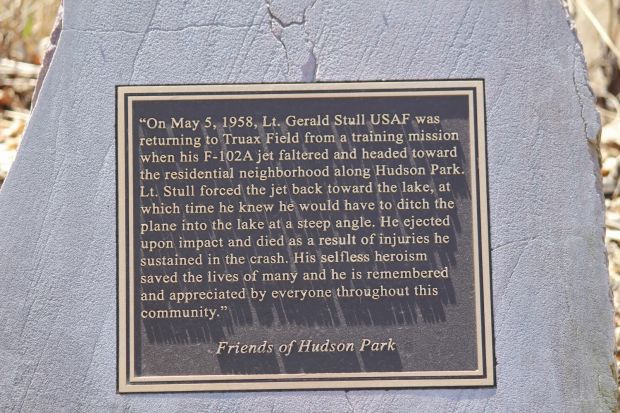 “On May 5, 1958, Lt. Gerald Stull USAF was
returning to Truax Field from a training mission
when his F-102A jet faltered and headed toward
the residential neighborhood along Hudson Park.
Lt. Stull forced the jet back toward the lake, at
which time he knew he would have to ditch the
plane into the lake at a steep angle. He ejected
upon impact and died as a result of injuries he
sustained in the crash. His selfless heroism
saved the lives of many and he is remembered
and appreciated by everyone throughout this
community.”
Friends of Hudson Park